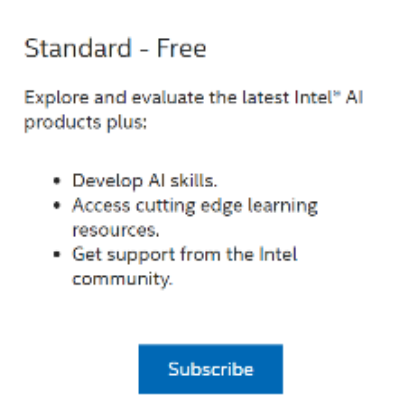 Standard - Free
Explore and evaluate the latest Intel® AI
products plus:
• Develop AI skills.
• Access cutting edge learning
resources.
• Get support from the Intel
community.
Subscribe